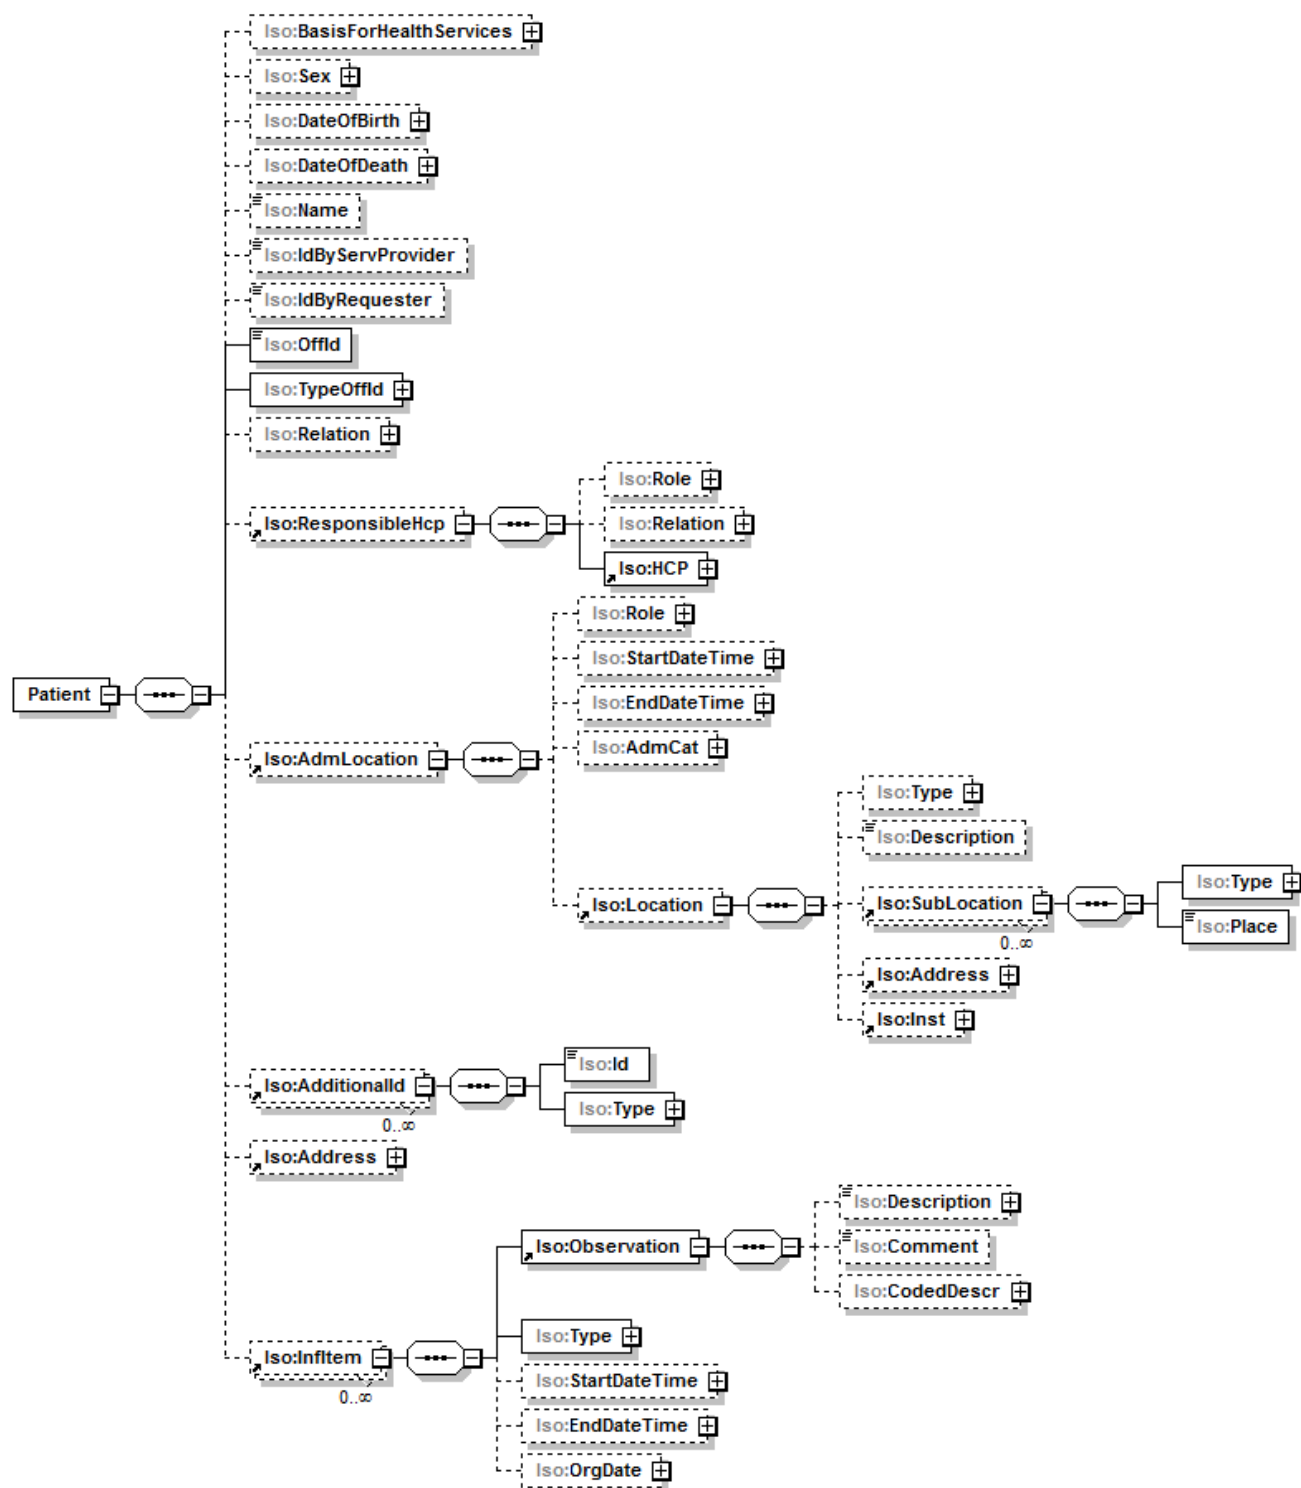 Iso:BasisForHealthServices
Iso:Sex
Iso:DateOfBirth
Iso:DateOfDeath
Iso:Name
Iso:IdByServProvider
Iso:IdByRequester
Iso:OffId
Iso:TypeOffId
Iso:Relation
Iso:ResponsibleHcp
Iso:Role
Iso:Relation
Iso:HCP
Patient
Iso:AdmLocation
Iso:Role
Iso:StartDateTime
Iso:EndDateTime
Iso:AdmCat
Iso:Location
Iso:Type
Iso:Description
Iso:SubLocation
0..∞
Iso:Type
Iso:Place
Iso:Address
Iso:Inst
Iso:AdditionalId
0..∞
Iso:Id
Iso:Type
Iso:Address
Iso:InfItem
0..∞
Iso:Observation
Iso:Description
Iso:Comment
Iso:CodedDescr
Iso:Type
Iso:StartDateTime
Iso:EndDateTime
Iso:OrgDate